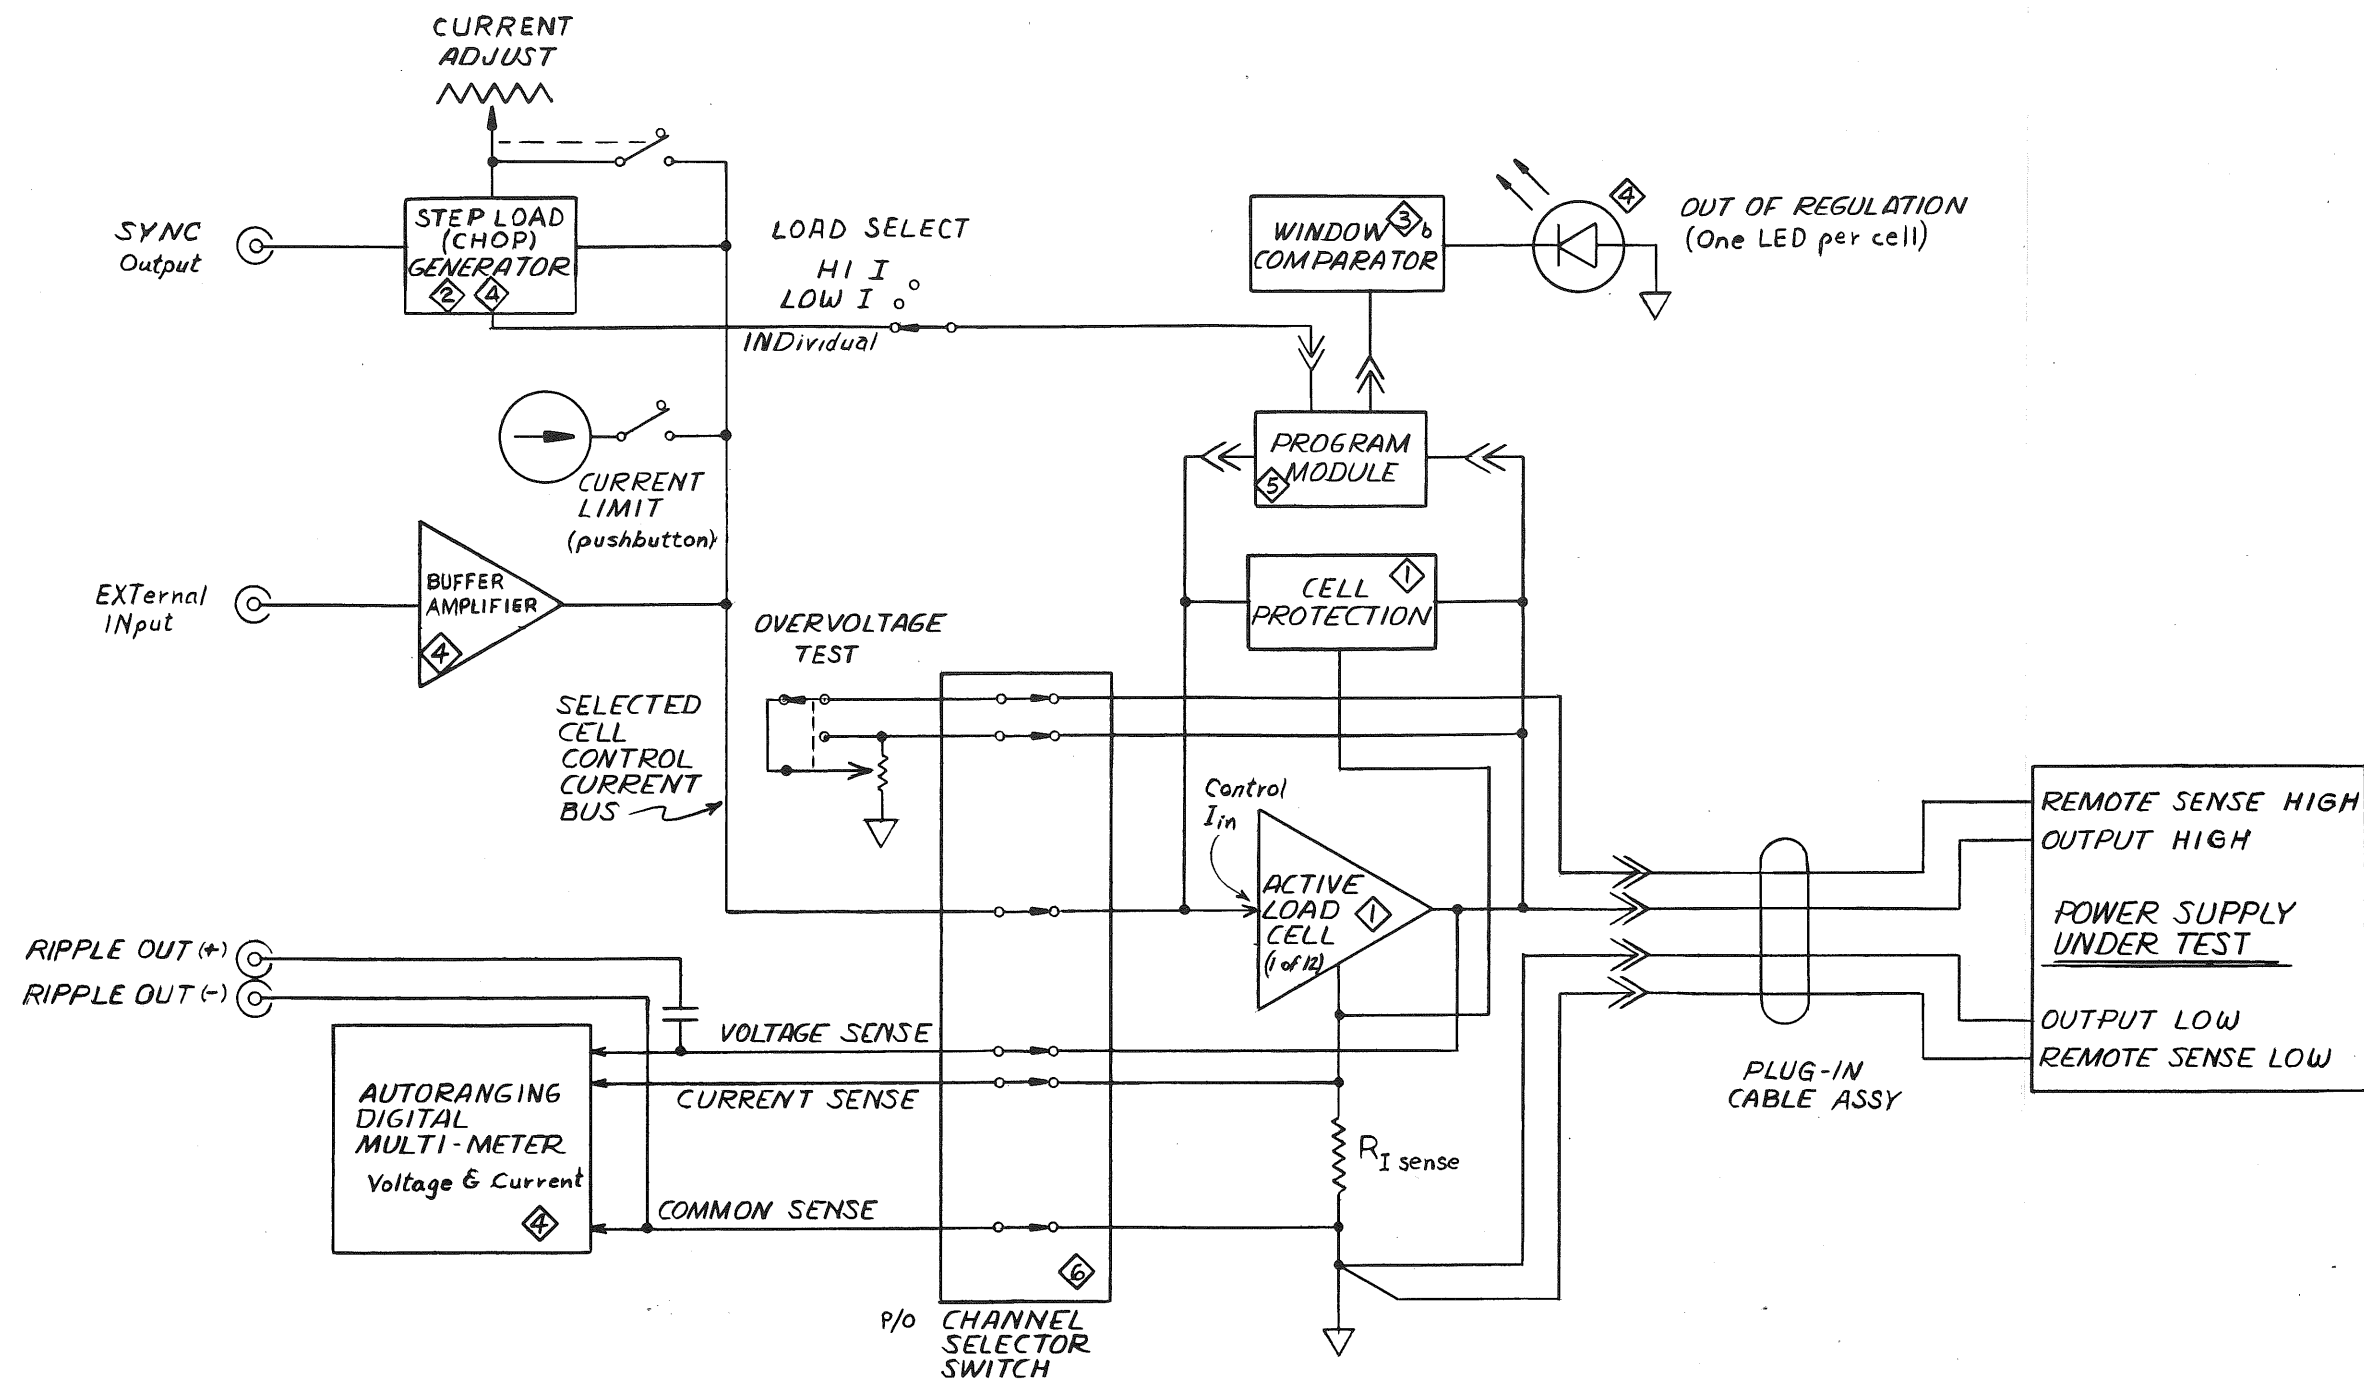 CURRENT
ADJUST
SYNC
Output
STEP LOAD
(CHOP)
GENERATOR
2 4
LOAD SELECT
HI I
LOW I
INDividual
WINDOW 3 b
COMPARATOR
4
OUT OF REGULATION
(One LED per cell)
CURRENT
LIMIT
(pushbutton)
PROGRAM
MODULE
5
EXTernal
INput
BUFFER
AMPLIFIER
4
CELL 1
PROTECTION
OVERVOLTAGE
TEST
SELECTED
CELL
CONTROL
CURRENT
BUS
Control
I in
ACTIVE
LOAD 1
CELL
(1 of 12)
REMOTE SENSE HIGH
OUTPUT HIGH
POWER SUPPLY
UNDER TEST
OUTPUT LOW
REMOTE SENSE LOW
PLUG-IN
CABLE ASSY
RIPPLE OUT (+)
RIPPLE OUT (-)
VOLTAGE SENSE
CURRENT SENSE
AUTORANGING
DIGITAL
MULTI-METER
Voltage & Current
4
COMMON SENSE
R I sense
6
P/O CHANNEL
SELECTOR
SWITCH